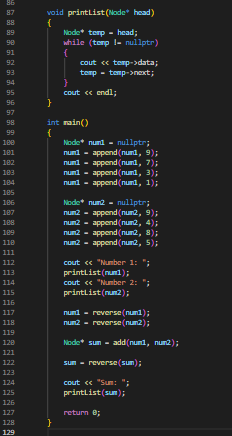 86
87 void printList(Node* head)
88 {
89 Node* temp = head;
90 while (temp != nullptr)
91 {
92 cout << temp->data;
93 temp = temp->next;
94 }
95 cout << endl;
96 }
97
98 int main()
99 {
100 Node* num1 = nullptr;
101 num1 = append(num1, 9);
102 num1 = append(num1, 7);
103 num1 = append(num1, 3);
104 num1 = append(num1, 1);
105
106 Node* num2 = nullptr;
107 num2 = append(num2, 9);
108 num2 = append(num2, 4);
109 num2 = append(num2, 8);
110 num2 = append(num2, 5);
111
112 cout << "Number 1: ";
113 printList(num1);
114 cout << "Number 2: ";
115 printList(num2);
116
117 num1 = reverse(num1);
118 num2 = reverse(num2);
119
120 Node* sum = add(num1, num2);
121
122 sum = reverse(sum);
123
124 cout << "Sum: ";
125 printList(sum);
126
127 return 0;
128 }
129